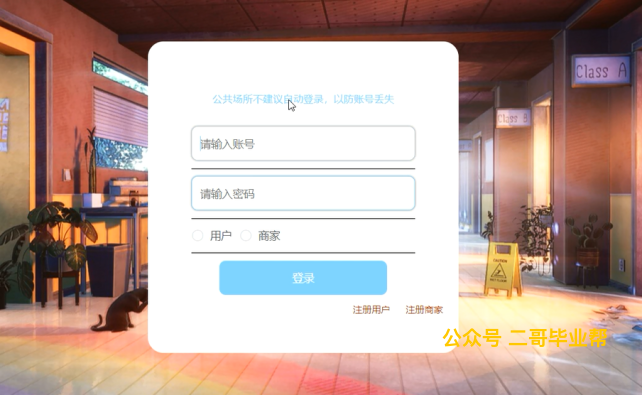 公共场所不建议自动登录，以防账号丢失
Class A
Class B
请输入账号
请输入密码
用户 商家
登录
注册用户 注册商家
公众号 二哥毕业帮